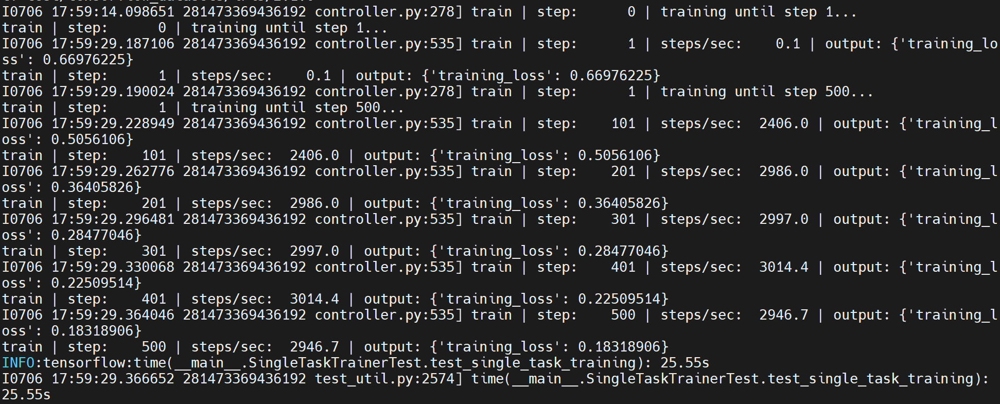 I0706 17:59:14.098651 281473369436192 controller.py:278] train | step:      0 | training until step 1...
train | step:      0 | training until step 1...
I0706 17:59:29.187106 281473369436192 controller.py:535] train | step:      1 | steps/sec:    0.1 | output: {'training_lo
ss': 0.66976225}
train | step:      1 | steps/sec:    0.1 | output: {'training_loss': 0.66976225}
I0706 17:59:29.190024 281473369436192 controller.py:278] train | step:      1 | training until step 500...
train | step:      1 | training until step 500...
I0706 17:59:29.228949 281473369436192 controller.py:535] train | step:    101 | steps/sec:  2406.0 | output: {'training_l
oss': 0.5056106}
train | step:    101 | steps/sec:  2406.0 | output: {'training_loss': 0.5056106}
I0706 17:59:29.262776 281473369436192 controller.py:535] train | step:    201 | steps/sec:  2986.0 | output: {'training_l
oss': 0.36405826}
train | step:    201 | steps/sec:  2986.0 | output: {'training_loss': 0.36405826}
I0706 17:59:29.296481 281473369436192 controller.py:535] train | step:    301 | steps/sec:  2997.0 | output: {'training_l
oss': 0.28477046}
train | step:    301 | steps/sec:  2997.0 | output: {'training_loss': 0.28477046}
I0706 17:59:29.330068 281473369436192 controller.py:535] train | step:    401 | steps/sec:  3014.4 | output: {'training_l
oss': 0.22509514}
train | step:    401 | steps/sec:  3014.4 | output: {'training_loss': 0.22509514}
I0706 17:59:29.364046 281473369436192 controller.py:535] train | step:    500 | steps/sec:  2946.7 | output: {'training_l
oss': 0.18318906}
train | step:    500 | steps/sec:  2946.7 | output: {'training_loss': 0.18318906}
INFO:tensorflow:time(__main__.SingleTaskTrainerTest.test_single_task_training): 25.55s
I0706 17:59:29.366652 281473369436192 test_util.py:2574] time(__main__.SingleTaskTrainerTest.test_single_task_training):
25.55s